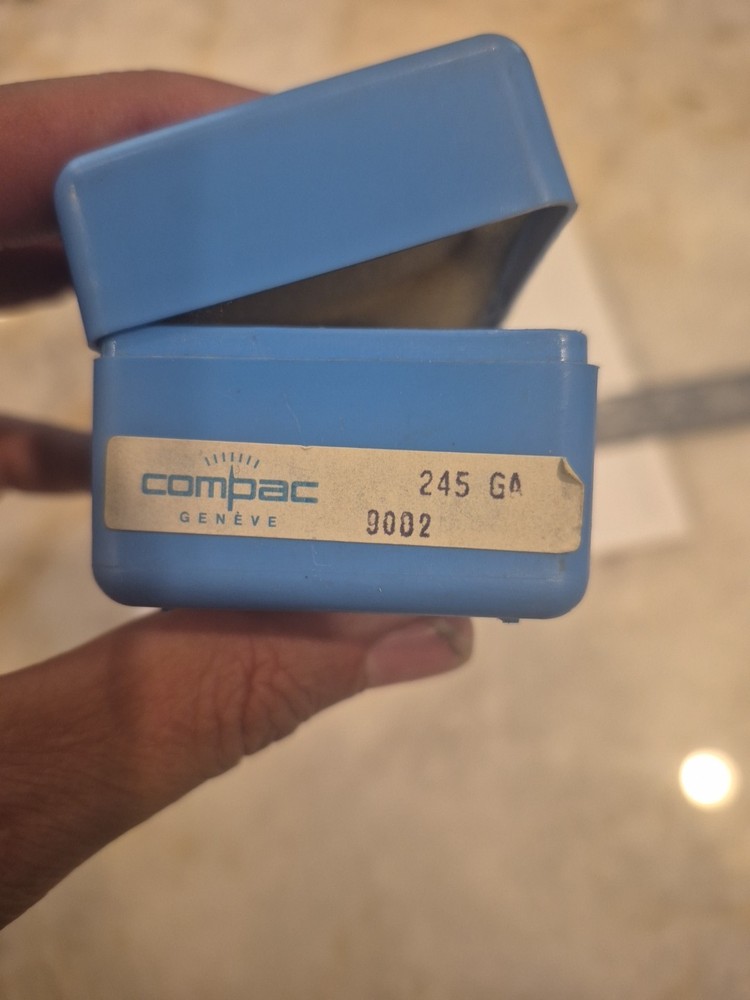 compac 245 GA
GENÈVE 9002